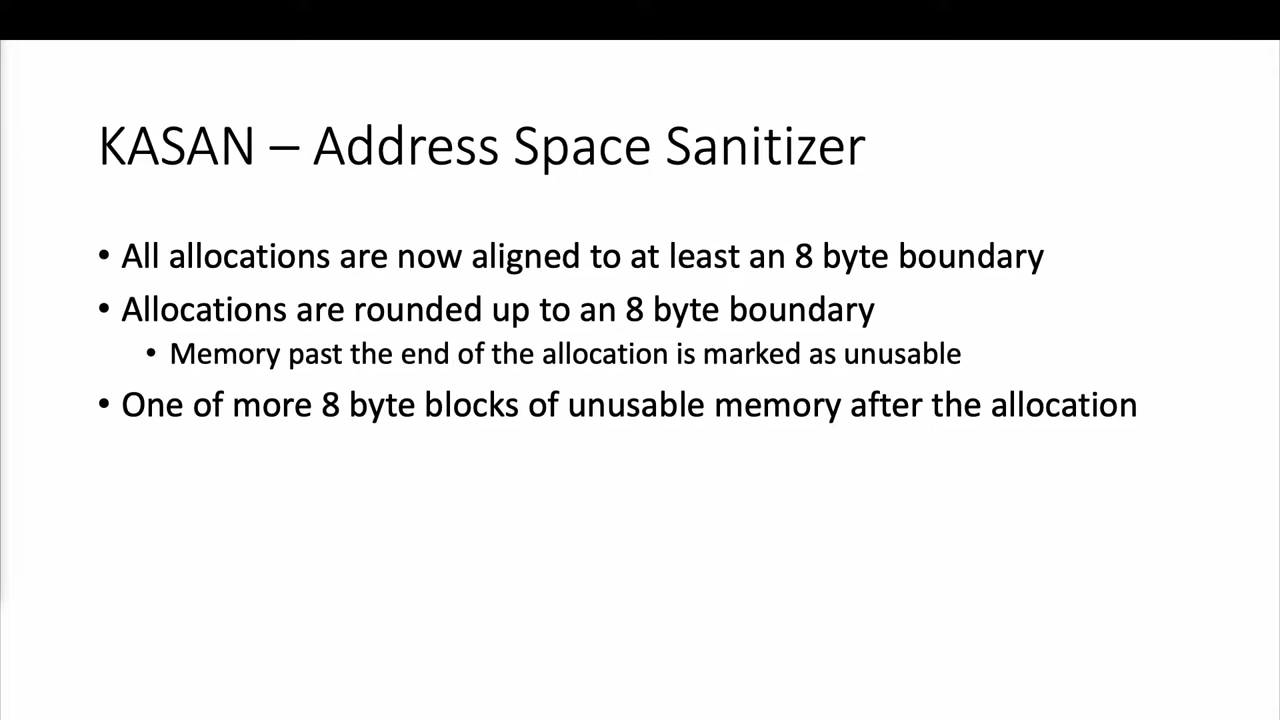 KASAN – Address Space Sanitizer
• All allocations are now aligned to at least an 8 byte boundary
• Allocations are rounded up to an 8 byte boundary
• Memory past the end of the allocation is marked as unusable
• One of more 8 byte blocks of unusable memory after the allocation